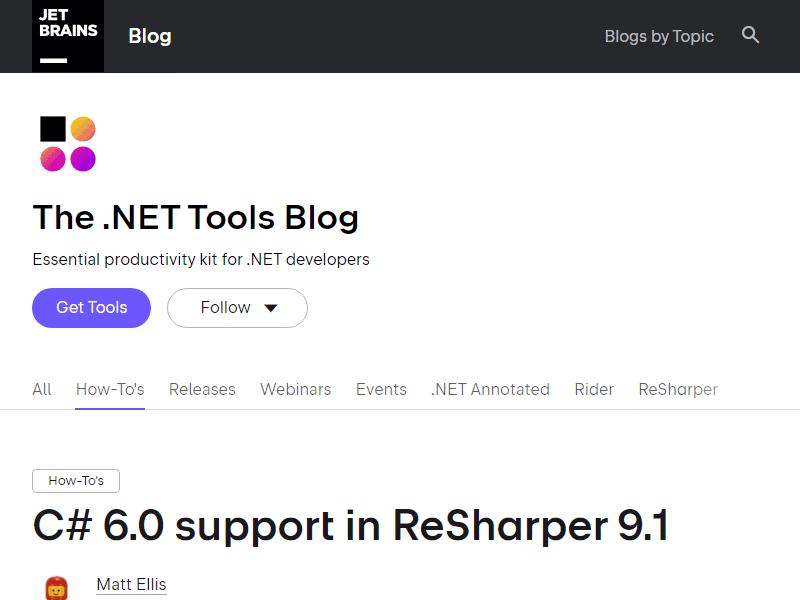 JET
BRAINS
Blog
Blogs by Topic
The .NET Tools Blog
Essential productivity kit for .NET developers
Get Tools
Follow
All How-To's Releases Webinars Events .NET Annotated Rider ReSharper
How-To's
C# 6.0 support in ReSharper 9.1
Matt Ellis